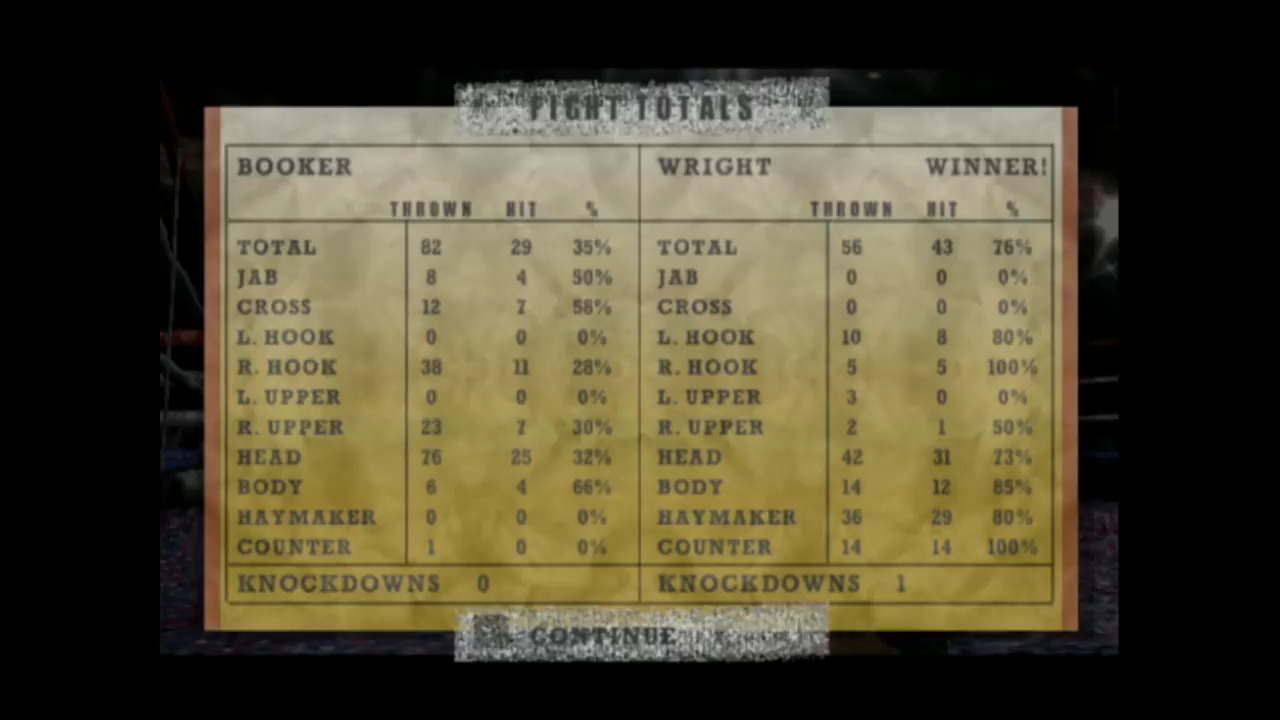 FIGHT TOTALS
BOOKER WRIGHT WINNER!
THROWN HIT % THROWN HIT %
TOTAL 82 29 35% TOTAL 56 43 76%
JAB 8 4 50% JAB 0 0 0%
CROSS 12 7 58% CROSS 0 0 0%
L. HOOK 0 0 0% L. HOOK 10 8 80%
R. HOOK 38 11 28% R. HOOK 5 5 100%
L. UPPER 0 0 0% L. UPPER 3 0 0%
R. UPPER 23 7 30% R. UPPER 2 1 50%
HEAD 76 25 32% HEAD 42 31 73%
BODY 6 4 66% BODY 14 12 85%
HAYMAKER 0 0 0% HAYMAKER 36 29 80%
COUNTER 1 0 0% COUNTER 14 14 100%
KNOCKDOWNS 0 KNOCKDOWNS 1
CONTINUE